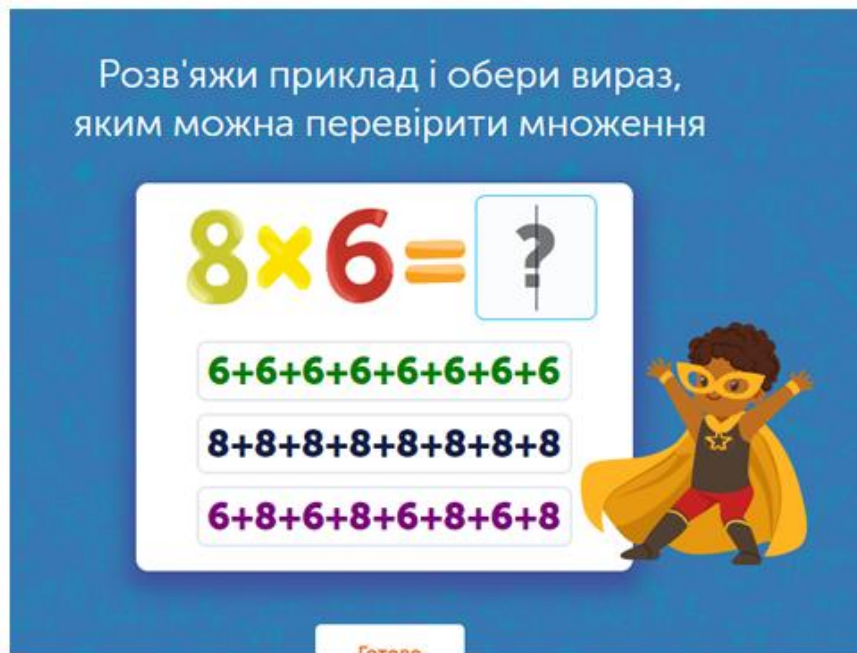 Розв'яжи приклад і обери вираз,
яким можна перевірити множення
8×6=?
6+6+6+6+6+6+6+6
8+8+8+8+8+8+8+8
6+8+6+8+6+8+6+8
Готово